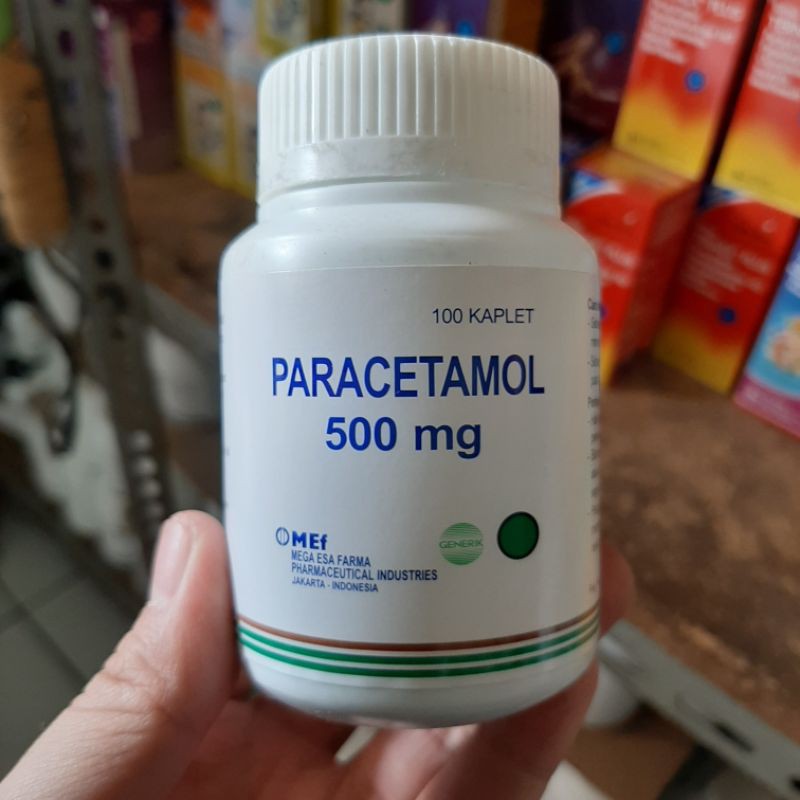 100 KAPLET
PARACETAMOL
500 mg
MEf
MEGA ESA FARMA
PHARMACEUTICAL INDUSTRIES
JAKARTA - INDONESIA
GENERIK